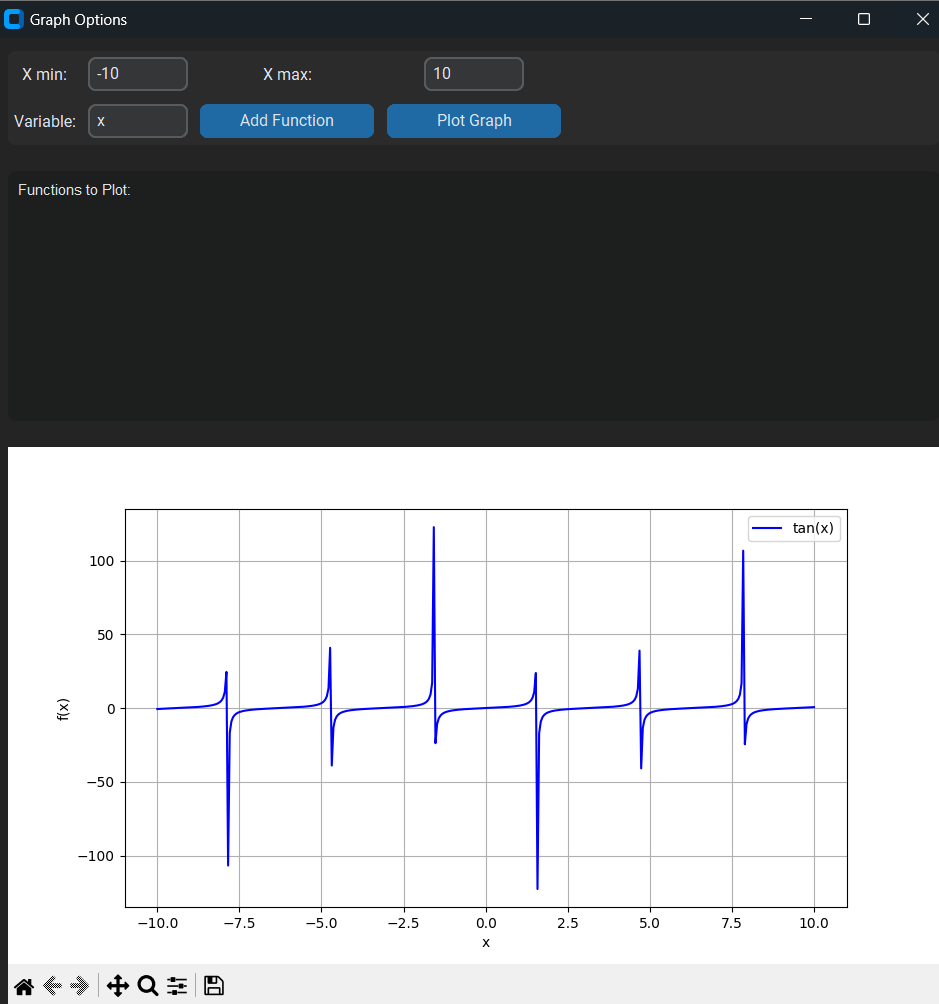 Graph Options
X min: -10 X max: 10
Variable: x Add Function Plot Graph
Functions to Plot:
tan(x)
100
50
0
−50
−100
f(x)
−10.0 −7.5 −5.0 −2.5 0.0 2.5 5.0 7.5 10.0
x